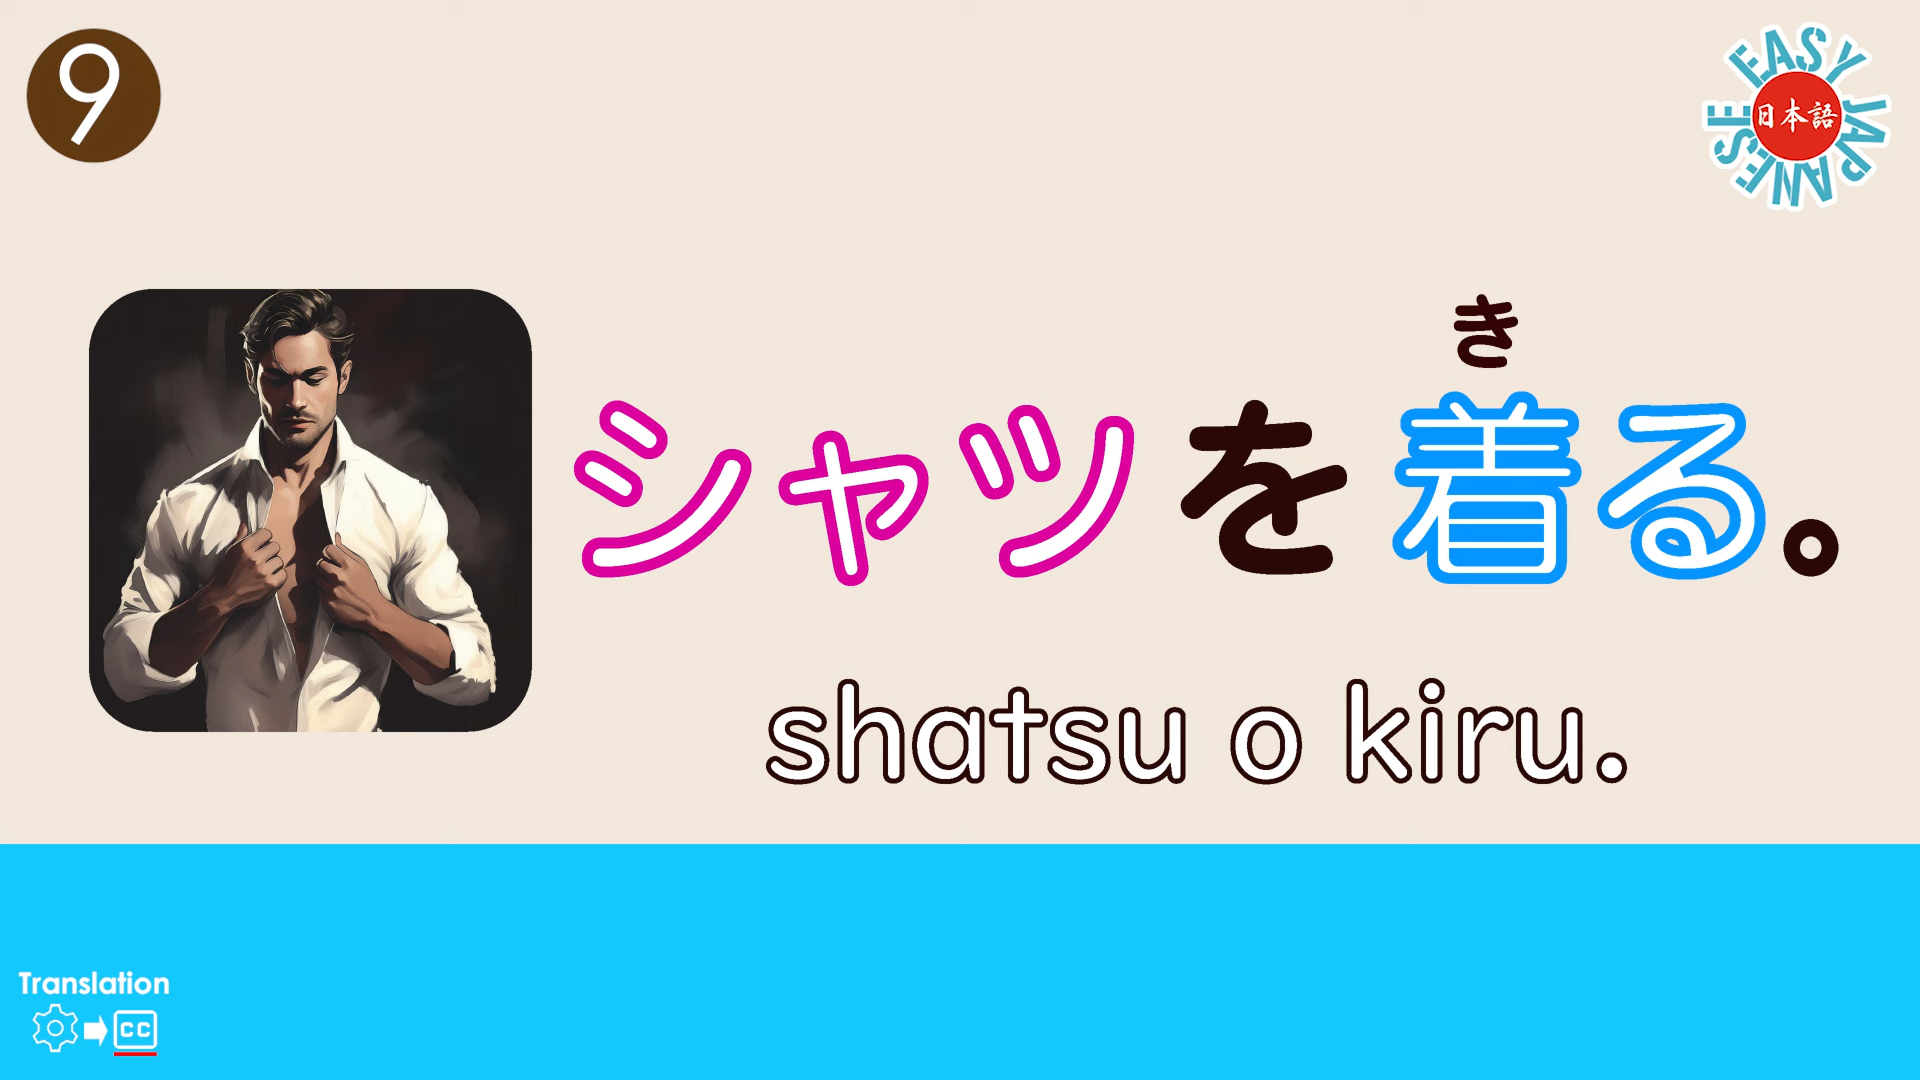 9
EASY JAPANESE
日本語
き
シャツを着る。
shatsu o kiru.
Translation
CC